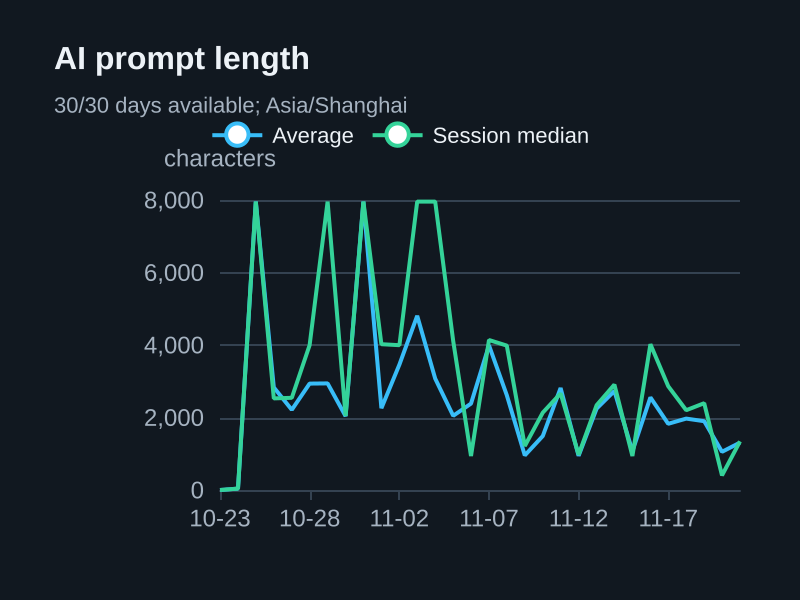 AI prompt length
30/30 days available; Asia/Shanghai
Average Session median
characters
8,000
6,000
4,000
2,000
0
10-23 10-28 11-02 11-07 11-12 11-17